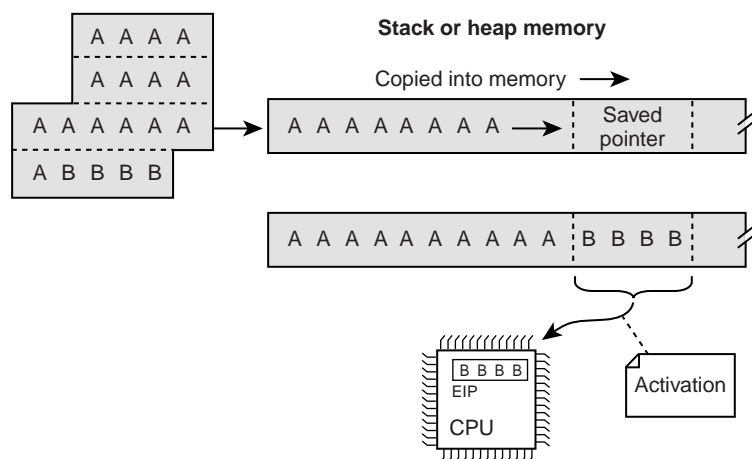 Stack or heap memory
A A A A
A A A A
A A A A A A
A B B B B
Copied into memory
A A A A A A A A
Saved
pointer
A A A A A A A A A A B B B B
B B B B
EIP
CPU
Activation